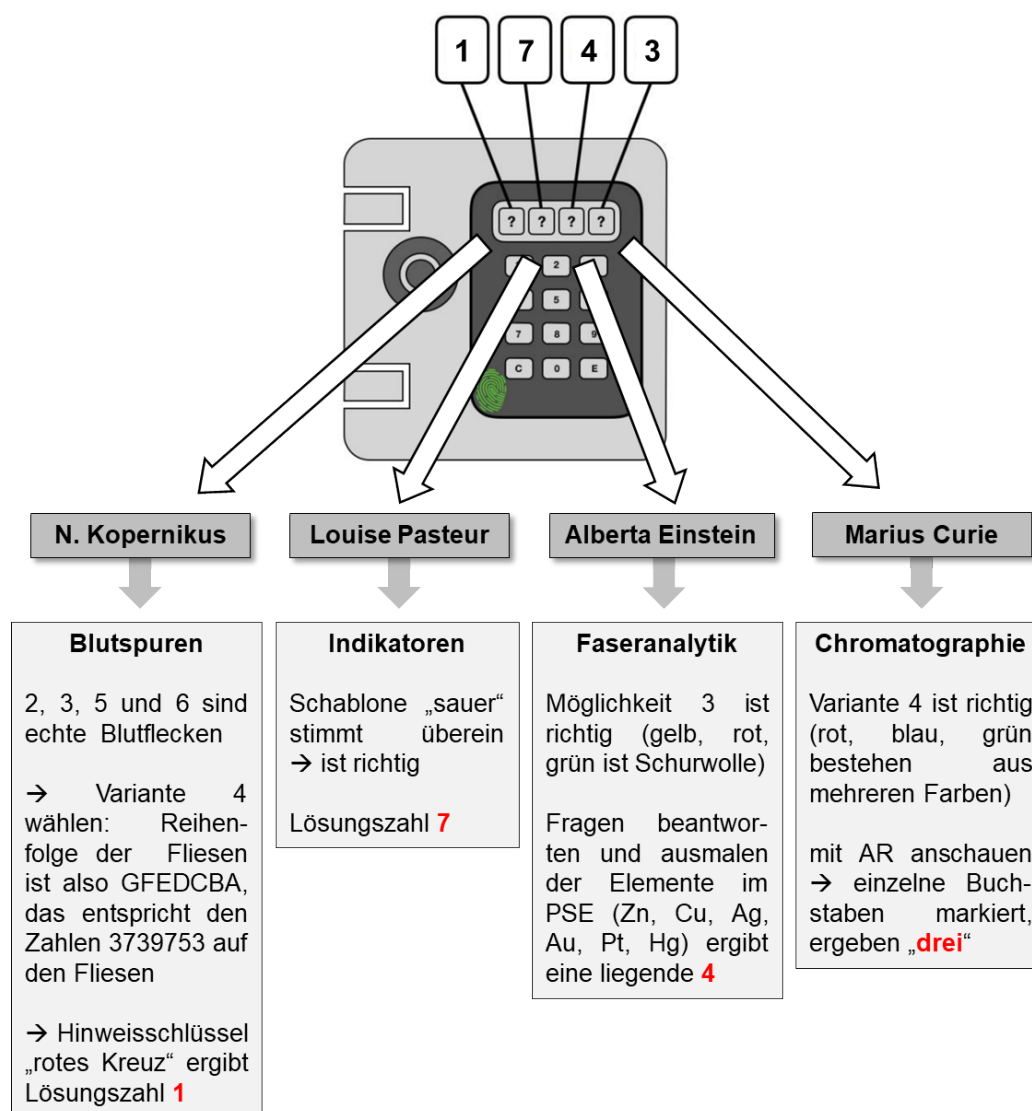 1 7 4 3
? ? ? ?
2
5
7 8 9
C 0 E
N. Kopernikus
Louise Pasteur
Alberta Einstein
Marius Curie
Blutspuren
2, 3, 5 und 6 sind
echte Blutflecken
→ Variante 4
wählen: Reihen-
folge der Fliesen
ist also GFEDCBA,
das entspricht den
Zahlen 3739753 auf
den Fliesen
→ Hinweisschlüssel
„rotes Kreuz“ ergibt
Lösungszahl 1
Indikatoren
Schablone „sauer“
stimmt überein
→ ist richtig
Lösungszahl 7
Faseranalytik
Möglichkeit 3 ist
richtig (gelb, rot,
grün ist Schurwolle)
Fragen beantwor-
ten und ausmalen
der Elemente im
PSE (Zn, Cu, Ag,
Au, Pt, Hg) ergibt
eine liegende 4
Chromatographie
Variante 4 ist richtig
(rot, blau, grün
bestehen aus
mehreren Farben)
mit AR anschauen
→ einzelne Buch-
staben markiert,
ergeben „drei“